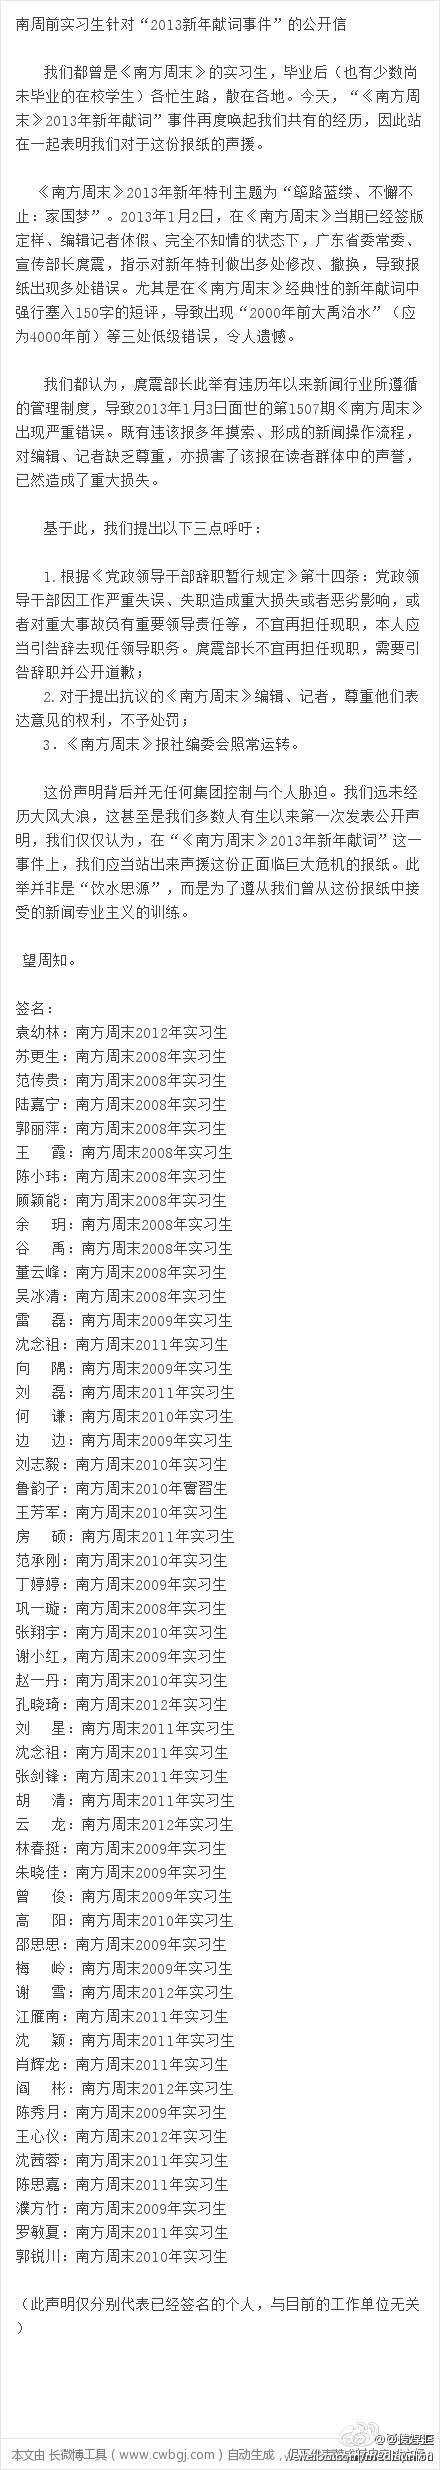 南周前实习生针对“2013新年献词事件”的公开信
我们都曾是《南方周末》的实习生，毕业后（也有少数尚
未毕业的在校学生）各忙生路，散在各地。今天，“《南方周
末》2013年新年献词”事件再度唤起我们共有的经历，因此站
在一起表明我们对于这份报纸的声援。
《南方周末》2013年新年特刊主题为“筚路蓝缕、不懈不
止：家国梦”。2013年1月2日，在《南方周末》当期已经签版
定样、编辑记者休假、完全不知情的状态下，广东省委常委、
宣传部长庹震，指示对新年特刊做出多处修改、撤换，导致报
纸出现多处错误。尤其是在《南方周末》经典性的新年献词中
强行塞入150字的短评，导致出现“2000年前大禹治水”（应
为4000年前）等三处低级错误，令人遗憾。
我们都认为，庹震部长此举有违历年以来新闻行业所遵循
的管理制度，导致2013年1月3日面世的第1507期《南方周末》
出现严重错误。既有违该报多年摸索、形成的新闻操作流程，
对编辑、记者缺乏尊重，亦损害了该报在读者群体中的声誉，
已然造成了重大损失。
基于此，我们提出以下三点呼吁：
1.根据《党政领导干部辞职暂行规定》第十四条：党政领
导干部因工作严重失误、失职造成重大损失或者恶劣影响，或
者对重大事故负有重要领导责任等，不宜再担任现职，本人应
当引咎辞去现任领导职务。庹震部长不宜再担任现职，需要引
咎辞职并公开道歉；
2.对于提出抗议的《南方周末》编辑、记者，尊重他们表
达意见的权利，不予处罚；
3．《南方周末》报社编委会照常运转。
这份声明背后并无任何集团控制与个人胁迫。我们远未经
历大风大浪，这甚至是我们多数人有生以来第一次发表公开声
明，我们仅仅认为，在“《南方周末》2013年新年献词”这一
事件上，我们应当站出来声援这份正面临巨大危机的报纸。此
举并非是“饮水思源”，而是为了遵从我们曾从这份报纸中接
受的新闻专业主义的训练。
望周知。
签名：
袁幼林：南方周末2012年实习生
苏更生：南方周末2008年实习生
范传贵：南方周末2008年实习生
陆嘉宁：南方周末2008年实习生
郭丽萍：南方周末2008年实习生
王　霞：南方周末2008年实习生
陈小玮：南方周末2008年实习生
顾颖能：南方周末2008年实习生
余　玥：南方周末2008年实习生
谷　禹：南方周末2008年实习生
董云峰：南方周末2008年实习生
吴冰清：南方周末2008年实习生
雷　磊：南方周末2009年实习生
沈念祖：南方周末2011年实习生
向　隅：南方周末2009年实习生
刘　磊：南方周末2011年实习生
何　谦：南方周末2010年实习生
边　边：南方周末2009年实习生
刘志毅：南方周末2010年实习生
鲁韵子：南方周末2010年實習生
王芳军：南方周末2010年实习生
房　硕：南方周末2011年实习生
范承刚：南方周末2010年实习生
丁婷婷：南方周末2009年实习生
巩一璇：南方周末2008年实习生
张翔宇：南方周末2010年实习生
谢小红，南方周末2009年实习生
赵一丹：南方周末2010年实习生
孔晓琦：南方周末2012年实习生
刘　星：南方周末2011年实习生
沈念祖：南方周末2011年实习生
张剑锋：南方周末2011年实习生
胡　清：南方周末2011年实习生
云　龙：南方周末2012年实习生
林春挺：南方周末2009年实习生
朱晓佳：南方周末2009年实习生
曾　俊：南方周末2009年实习生
高　阳：南方周末2010年实习生
邵思思：南方周末2009年实习生
梅　岭：南方周末2009年实习生
谢　雪：南方周末2012年实习生
江雁南：南方周末2011年实习生
沈　颖：南方周末2011年实习生
肖辉龙：南方周末2011年实习生
阎　彬：南方周末2012年实习生
陈秀月：南方周末2009年实习生
王心仪：南方周末2012年实习生
沈茜蓉：南方周末2011年实习生
陈思嘉：南方周末2011年实习生
濮方竹：南方周末2009年实习生
罗敏夏：南方周末2011年实习生
郭锐川：南方周末2010年实习生
（此声明仅分别代表已经签名的个人，与目前的工作单位无关
）
本文由 长微博工具（www.cwbgj.com）自动生成，